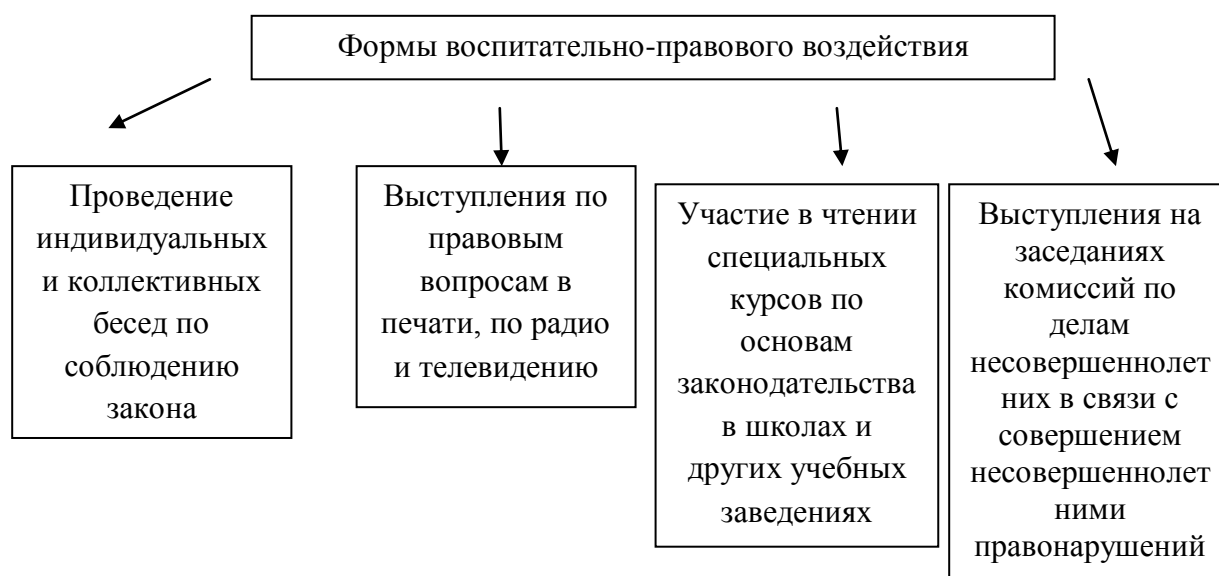 Формы воспитательно-правового воздействия
Проведение
индивидуальных
и коллективных
бесед по
соблюдению
закона
Выступления по
правовым
вопросам в
печати, по радио
и телевидению
Участие в чтении
специальных
курсов по
основам
законодательства
в школах и
других учебных
заведениях
Выступления на
заседаниях
комиссий по
делам
несовершеннолет
них в связи с
совершением
несовершеннолет
ними
правонарушений